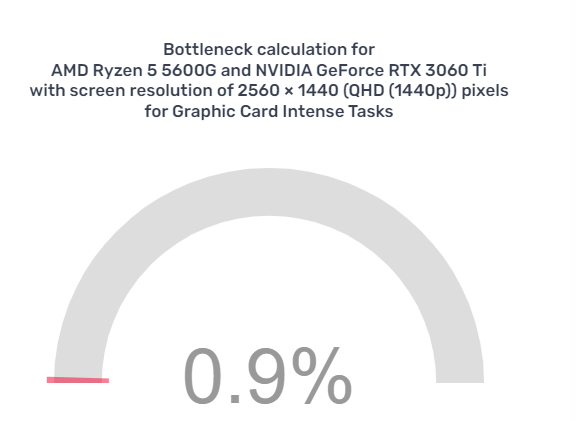 Bottleneck calculation for
AMD Ryzen 5 5600G and NVIDIA GeForce RTX 3060 Ti
with screen resolution of 2560 × 1440 (QHD (1440p)) pixels
for Graphic Card Intense Tasks
0.9%